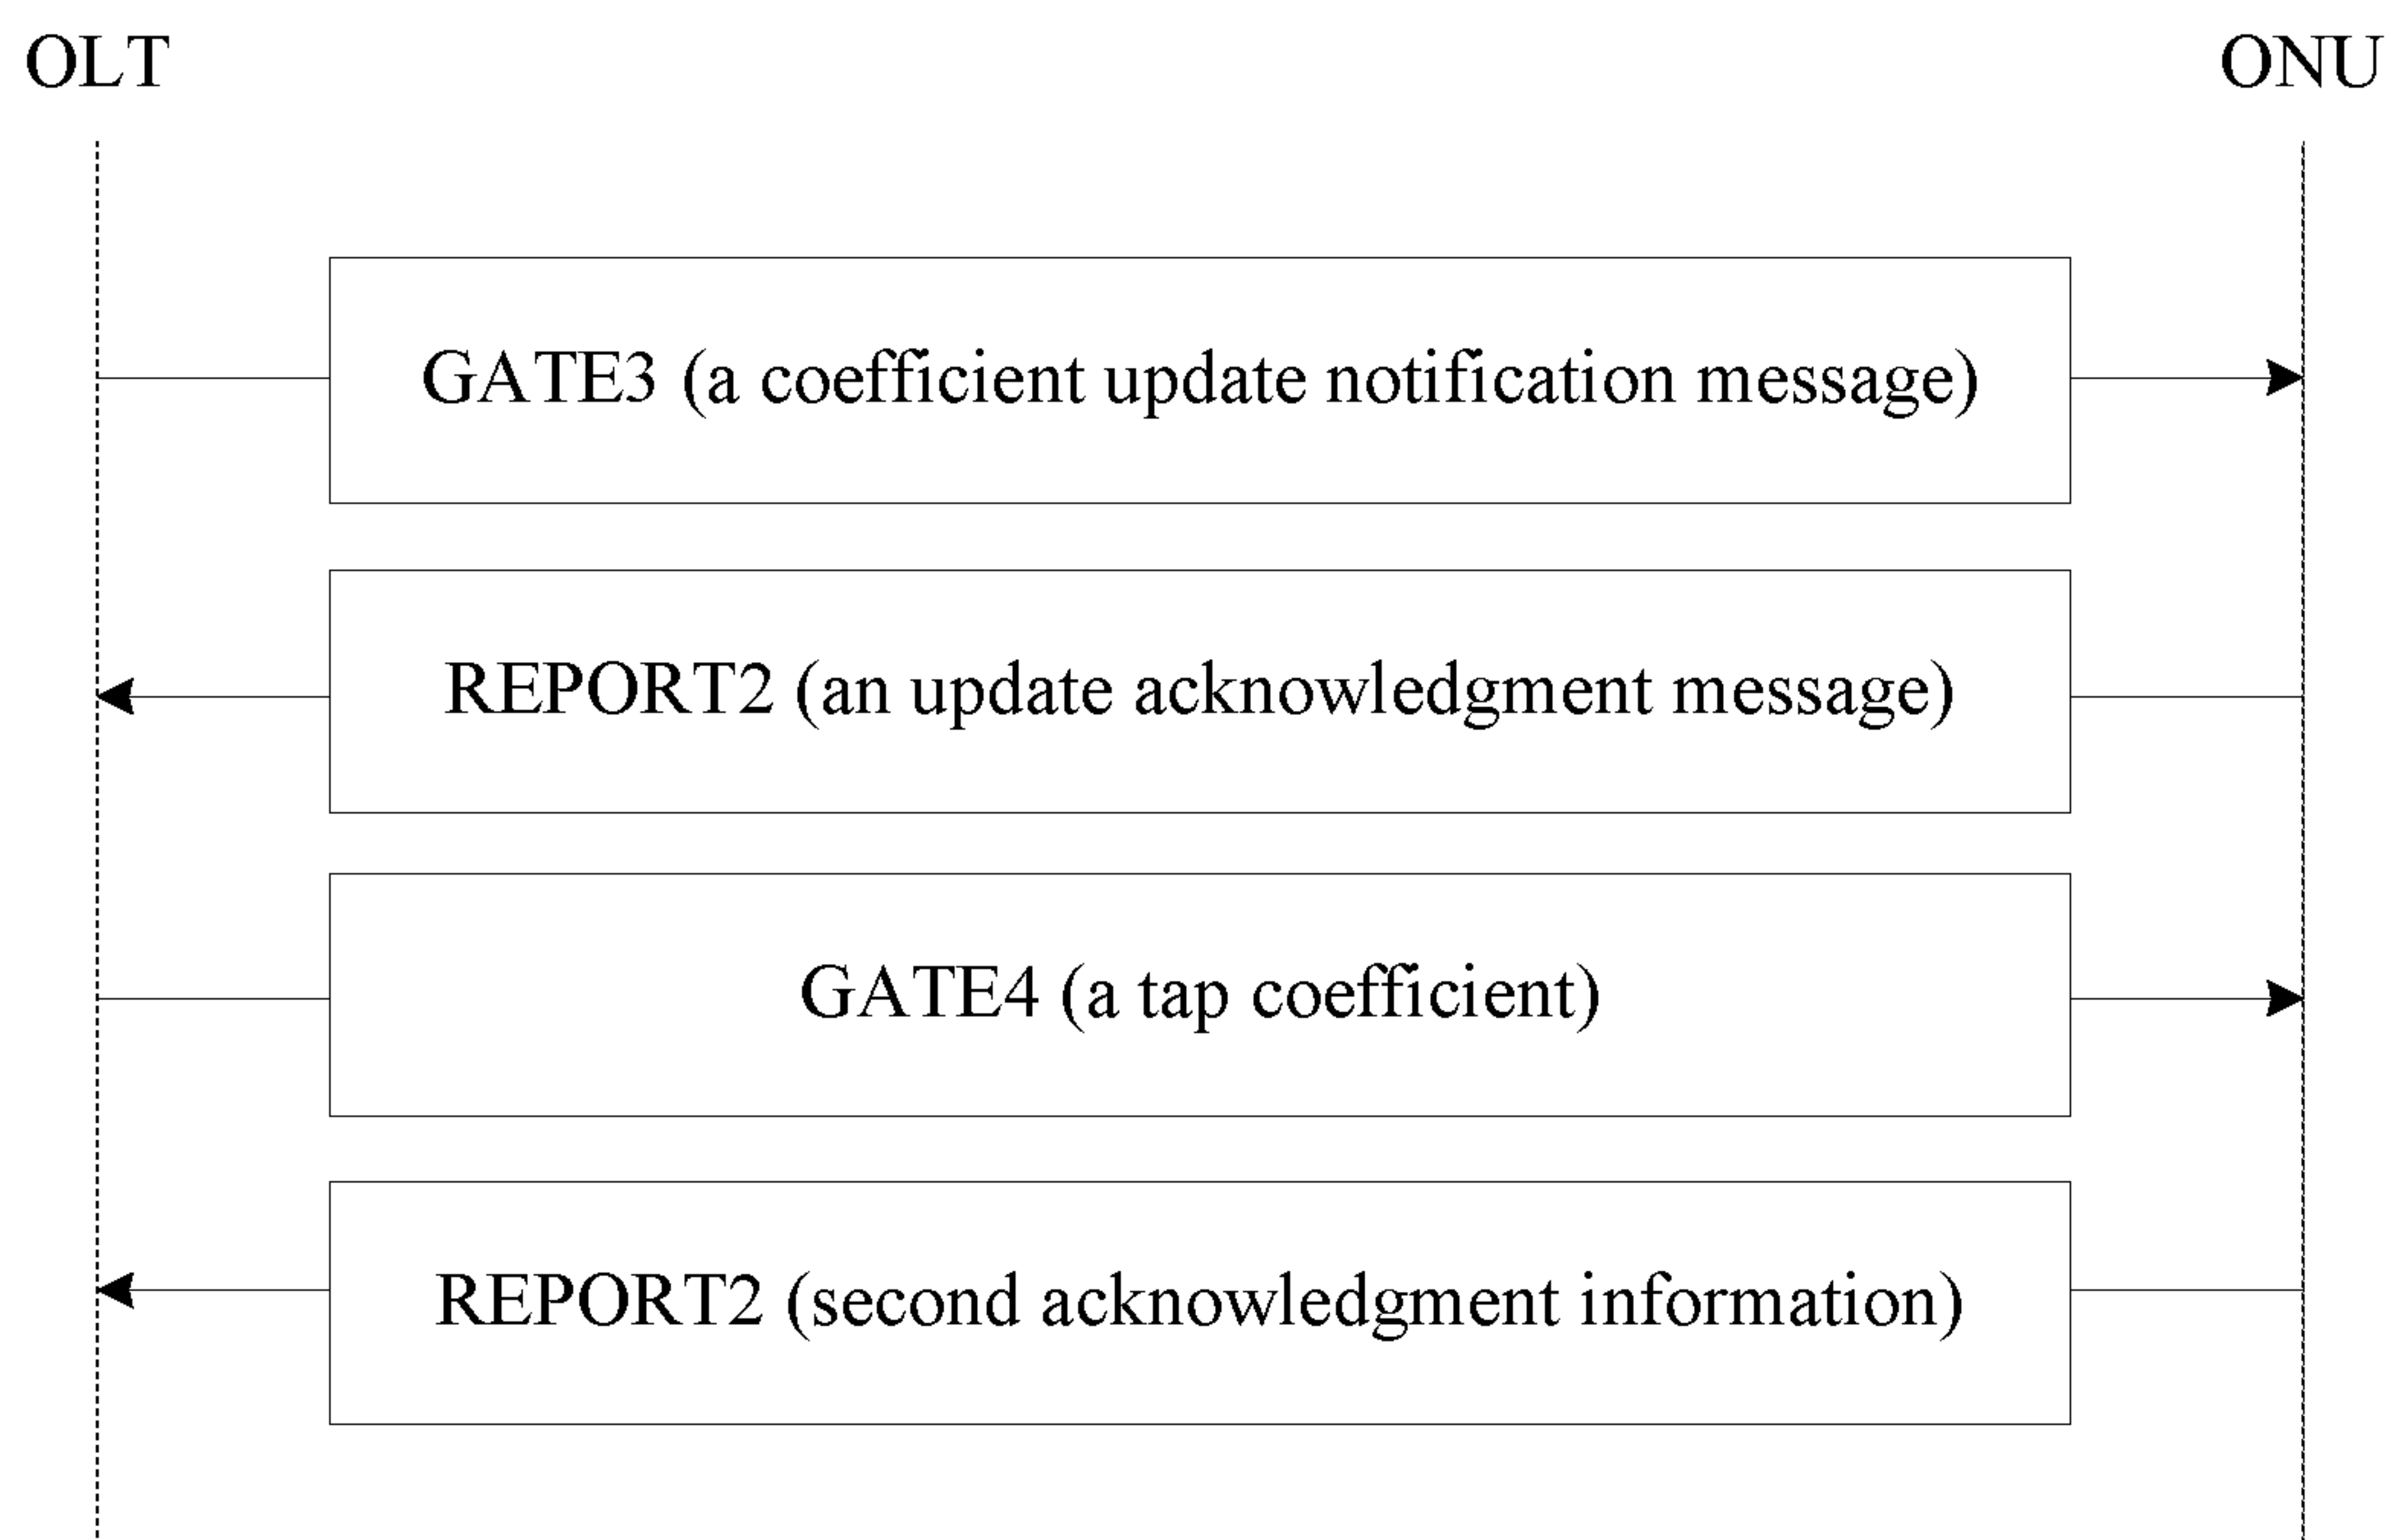 OLT
ONU
GATE3 (a coefficient update notification message)
REPORT2 (an update acknowledgment message)
GATE4 (a tap coefficient)
REPORT2 (second acknowledgment information)